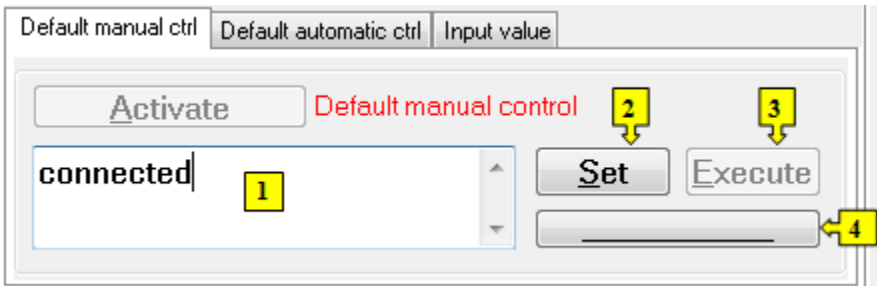 Default manual ctrl Default automatic ctrl Input value
Activate Default manual control 2 3
connected 1 Set Execute
4